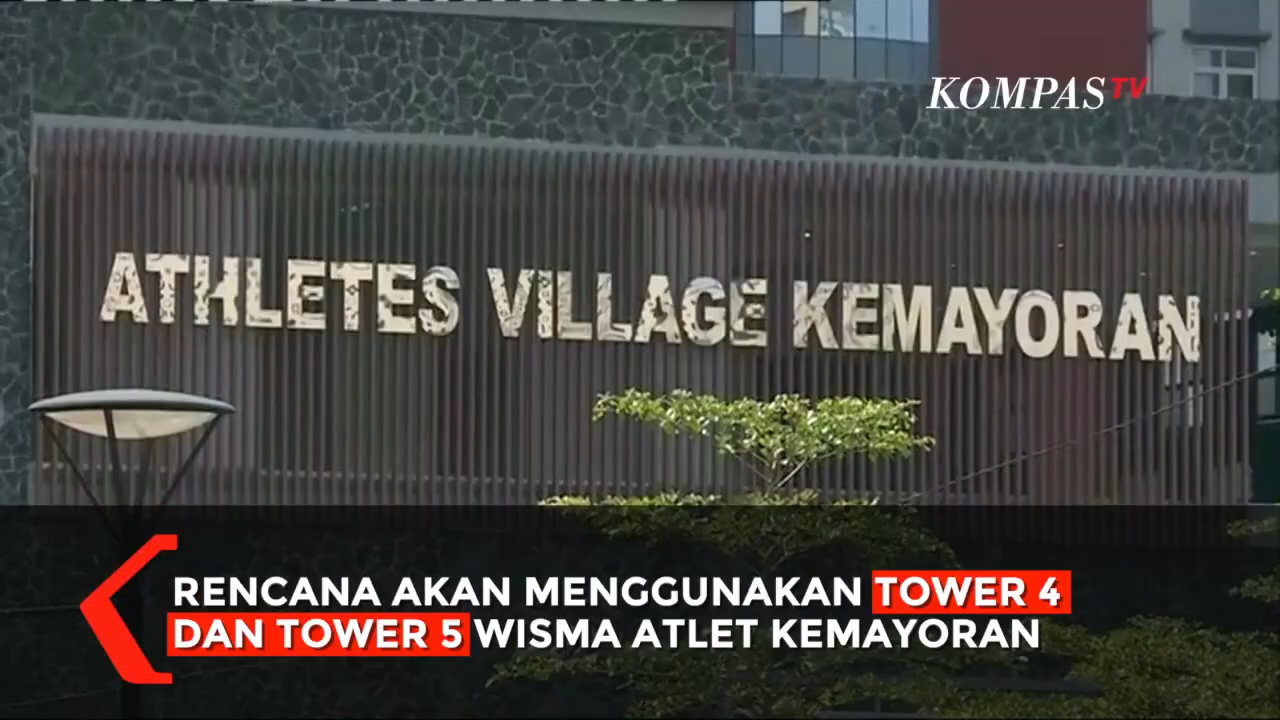 KOMPASTV
ATHLETES VILLAGE KEMAYORAN
RENCANA AKAN MENGGUNAKAN TOWER 4
DAN TOWER 5 WISMA ATLET KEMAYORAN